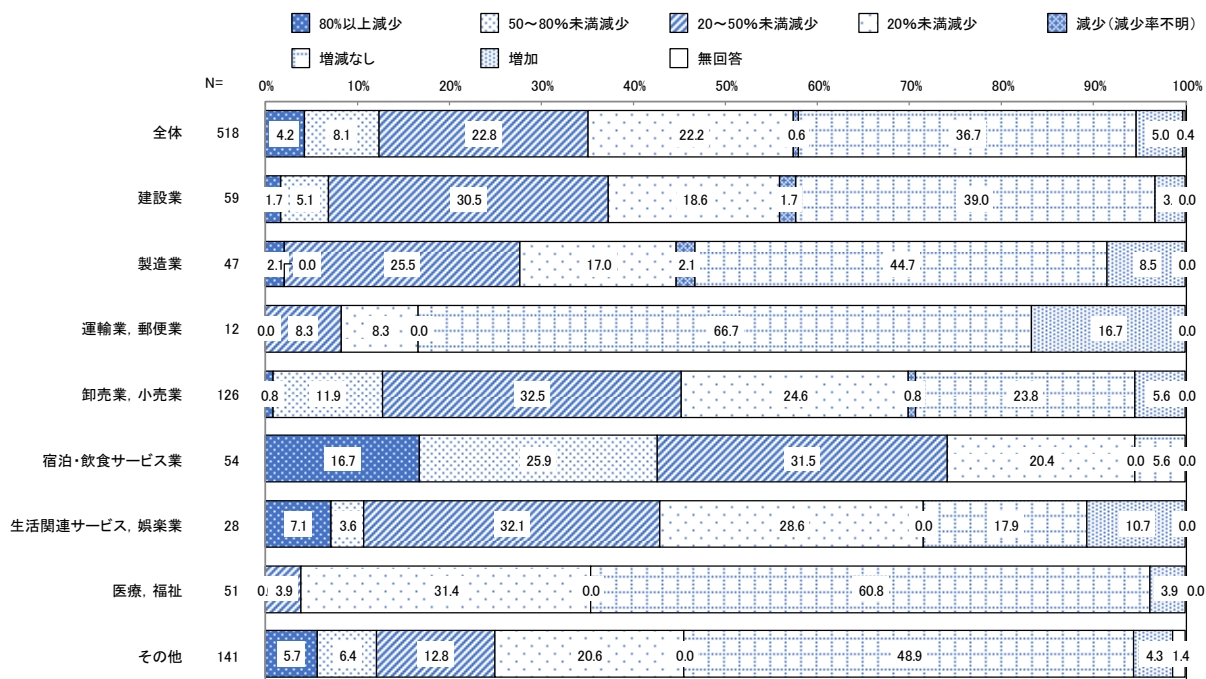 80%以上減少 50~80%未満減少 20~50%未満減少 20%未満減少 減少(減少率不明)
増減なし 増加 無回答
N= 0% 10% 20% 30% 40% 50% 60% 70% 80% 90% 100%
全体 518 4.2 8.1 22.8 22.2 0.6 36.7 5.0 0.4
建設業 59 1.7 5.1 30.5 18.6 1.7 39.0 3. 0.0
製造業 47 2.1 0.0 25.5 17.0 2.1 44.7 8.5 0.0
運輸業, 郵便業 12 0.0 8.3 8.3 0.0 66.7 16.7 0.0
卸売業, 小売業 126 0.8 11.9 32.5 24.6 0.8 23.8 5.6 0.0
宿泊・飲食サービス業 54 16.7 25.9 31.5 20.4 0.0 5.6 0.0
生活関連サービス, 娯楽業 28 7.1 3.6 32.1 28.6 0.0 17.9 10.7 0.0
医療, 福祉 51 0. 3.9 31.4 0.0 60.8 3.9 0.0
その他 141 5.7 6.4 12.8 20.6 0.0 48.9 4.3 1.4